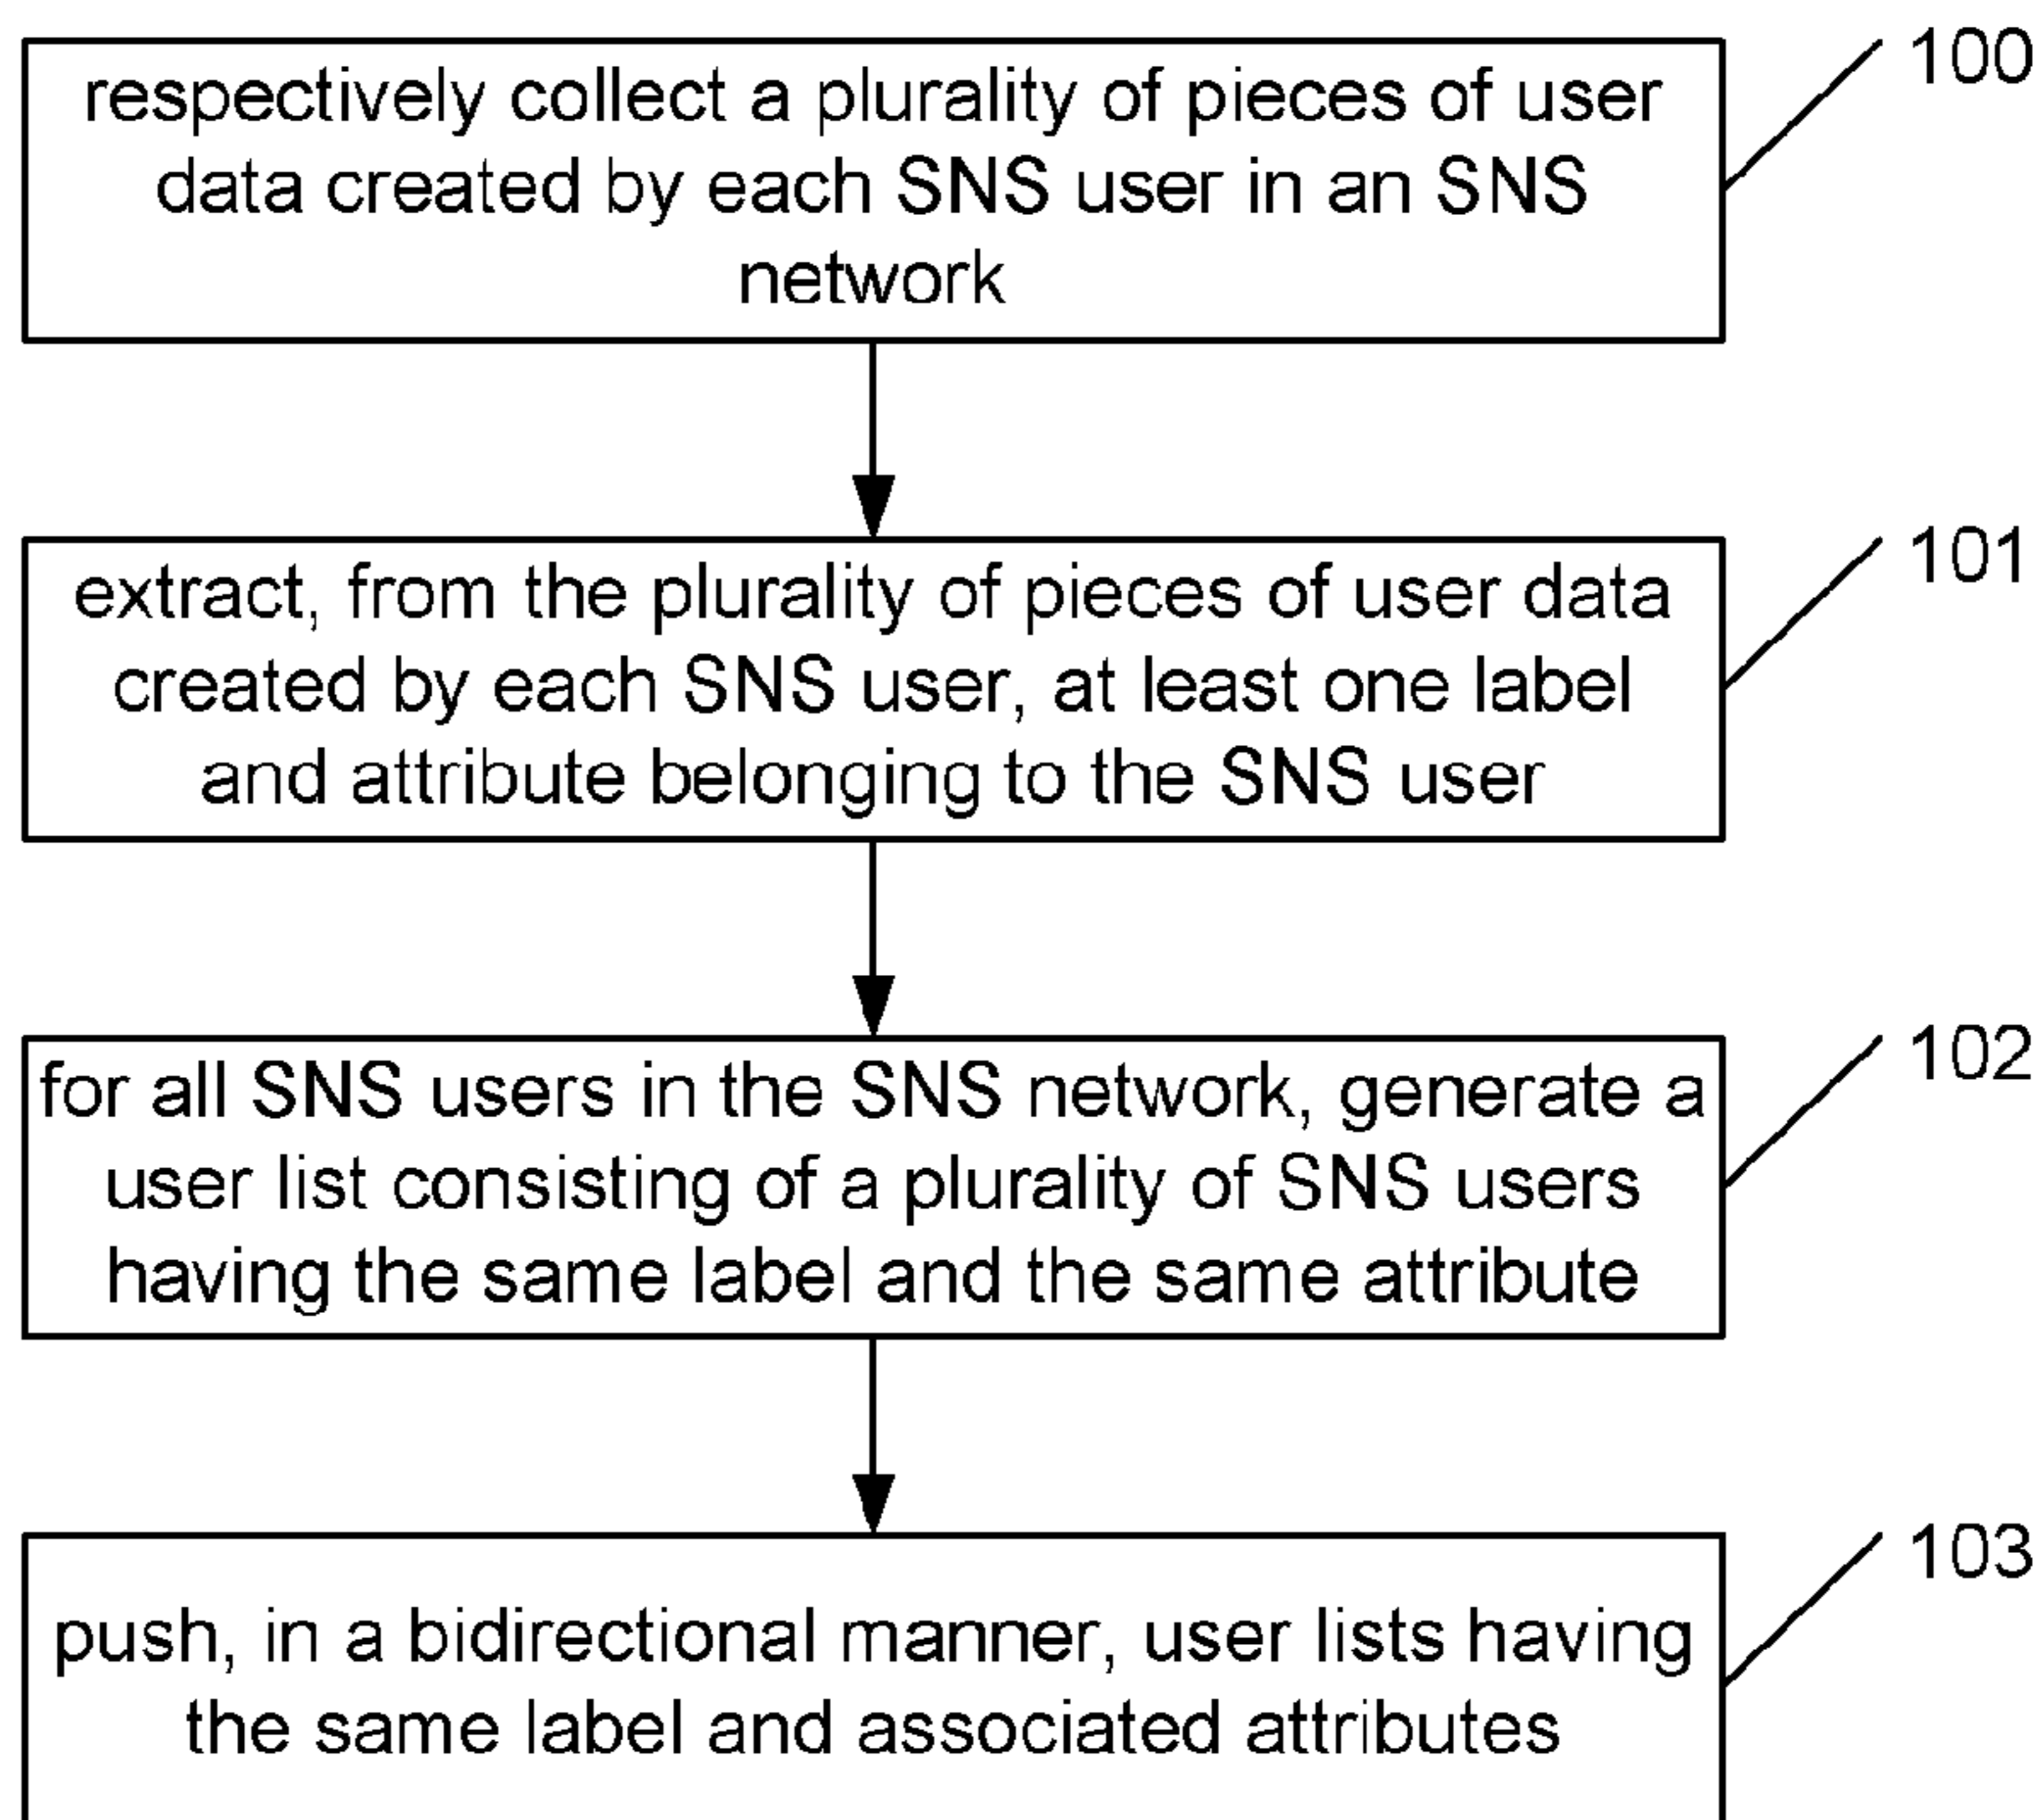 100
respectively collect a plurality of pieces of user
data created by each SNS user in an SNS
network
101
extract, from the plurality of pieces of user data
created by each SNS user, at least one label
and attribute belonging to the SNS user
102
for all SNS users in the SNS network, generate a
user list consisting of a plurality of SNS users
having the same label and the same attribute
103
push, in a bidirectional manner, user lists having
the same label and associated attributes